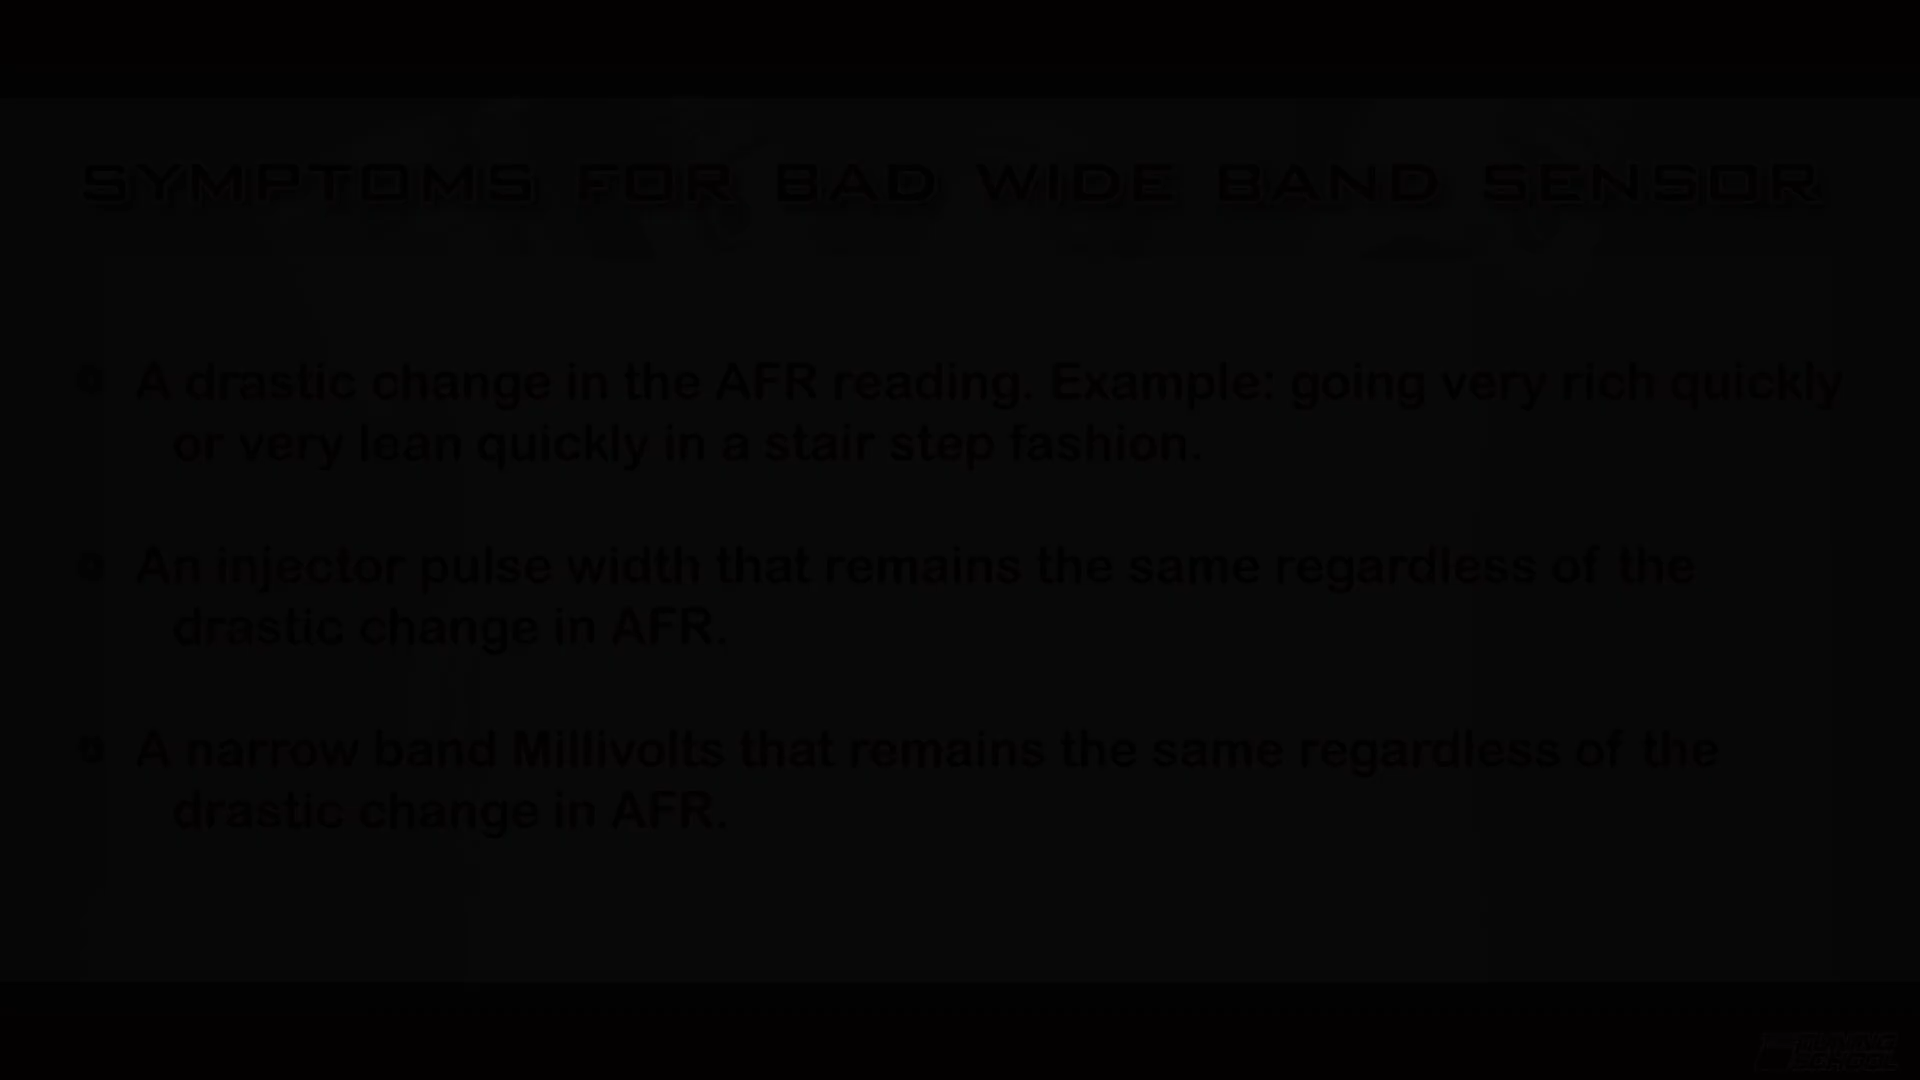 SYMPTOMS FOR BAD WIDE BAND SENSOR
A drastic change in the AFR reading. Example: going very rich quickly
or very lean quickly in a stair step fashion.
An injector pulse width that remains the same regardless of the
drastic change in AFR.
A narrow band Millivolts that remains the same regardless of the
drastic change in AFR.
TUNING
SCHOOL